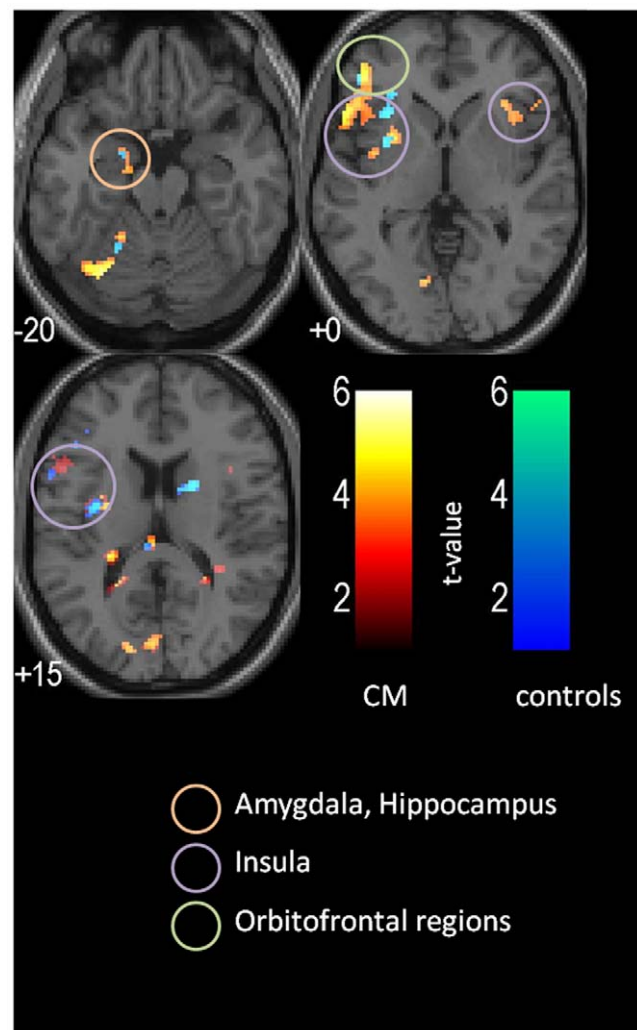 -20
+0
+15
6
4
2
t-value
6
4
2
CM
controls
Amygdala, Hippocampus
Insula
Orbitofrontal regions